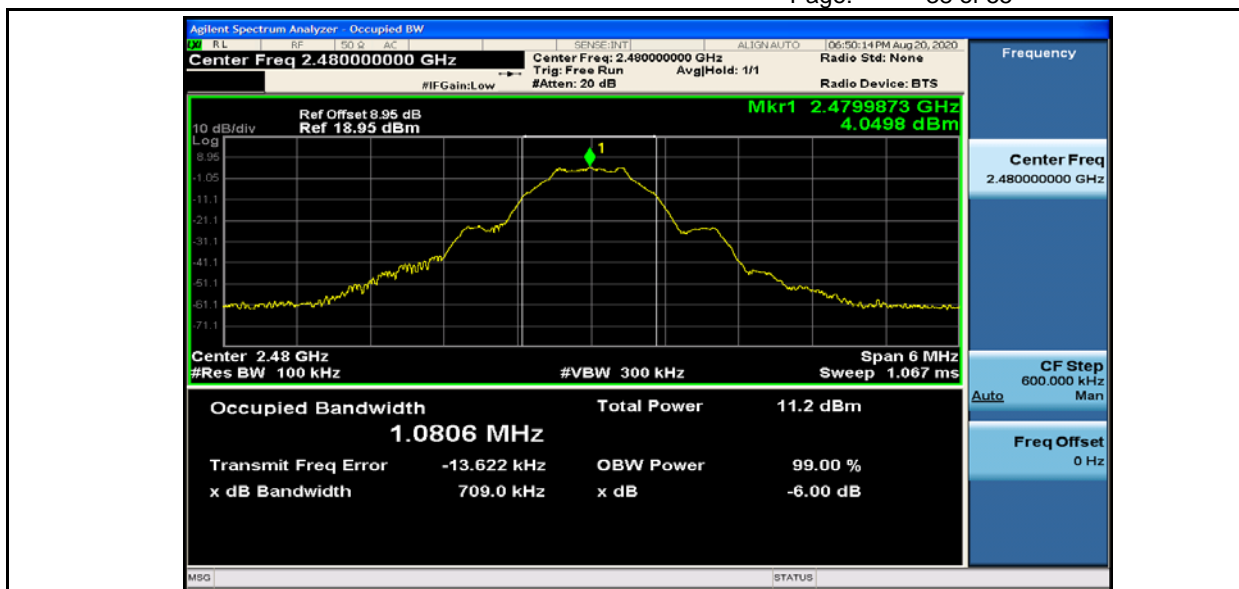 Page:
Agilent Spectrum Analyzer - Occupied BW
RL RF 50 Ω AC SENSE:INT ALIGN AUTO 06:50:14 PM Aug 20, 2020
Center Freq 2.480000000 GHz Center Freq: 2.480000000 GHz Radio Std: None
Trig: Free Run Avg|Hold: 1/1
#IFGain:Low #Atten: 20 dB Radio Device: BTS
Ref Offset 8.95 dB
10 dB/div Ref 18.95 dBm
Mkr1 2.4799873 GHz
4.0498 dBm
Log
8.95
-1.05
-11.1
-21.1
-31.1
-41.1
-51.1
-61.1
-71.1
1
Center 2.48 GHz Span 6 MHz
#Res BW 100 kHz #VBW 300 kHz Sweep 1.067 ms
Occupied Bandwidth Total Power 11.2 dBm
1.0806 MHz
Transmit Freq Error -13.622 kHz OBW Power 99.00 %
x dB Bandwidth 709.0 kHz x dB -6.00 dB
MSG STATUS
Frequency
Center Freq
2.480000000 GHz
CF Step
600.000 kHz
Auto Man
Freq Offset
0 Hz